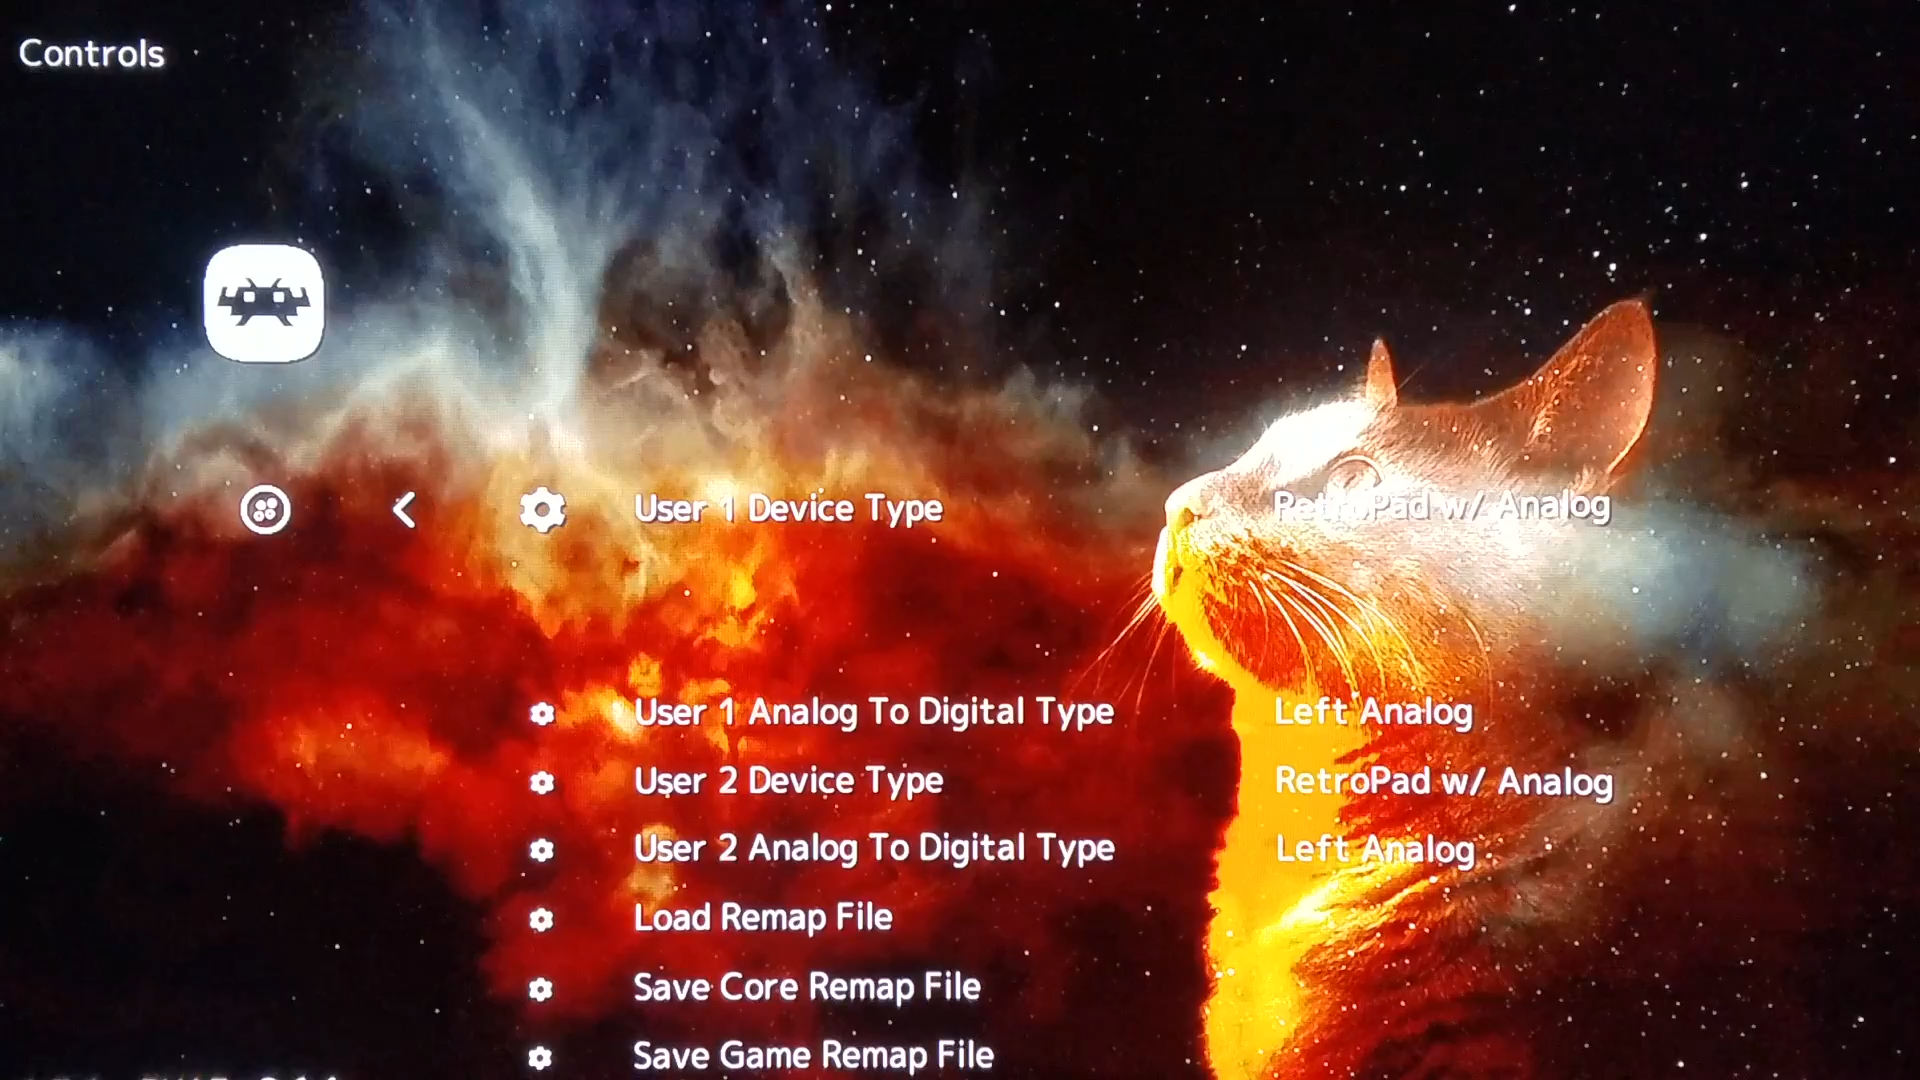 Controls
User 1 Device Type RetroPad w/ Analog
User 1 Analog To Digital Type Left Analog
User 2 Device Type RetroPad w/ Analog
User 2 Analog To Digital Type Left Analog
Load Remap File
Save Core Remap File
Save Game Remap File